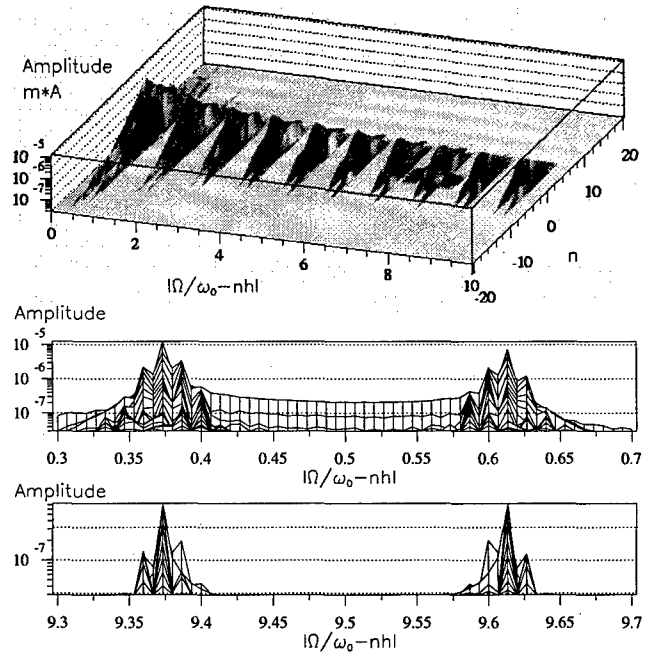 Amplitude
m*A
10⁻⁵
10⁻⁶
10⁻⁷
0
2
4
6
8
10
-20
-10
0
10
20
n
|Ω/ω₀-nh|
Amplitude
10⁻⁵
10⁻⁶
10⁻⁷
0.3 0.35 0.4 0.45 0.5 0.55 0.6 0.65 0.7
|Ω/ω₀-nh|
Amplitude
10⁻⁷
9.3 9.35 9.4 9.45 9.5 9.55 9.6 9.65 9.7
|Ω/ω₀-nh|